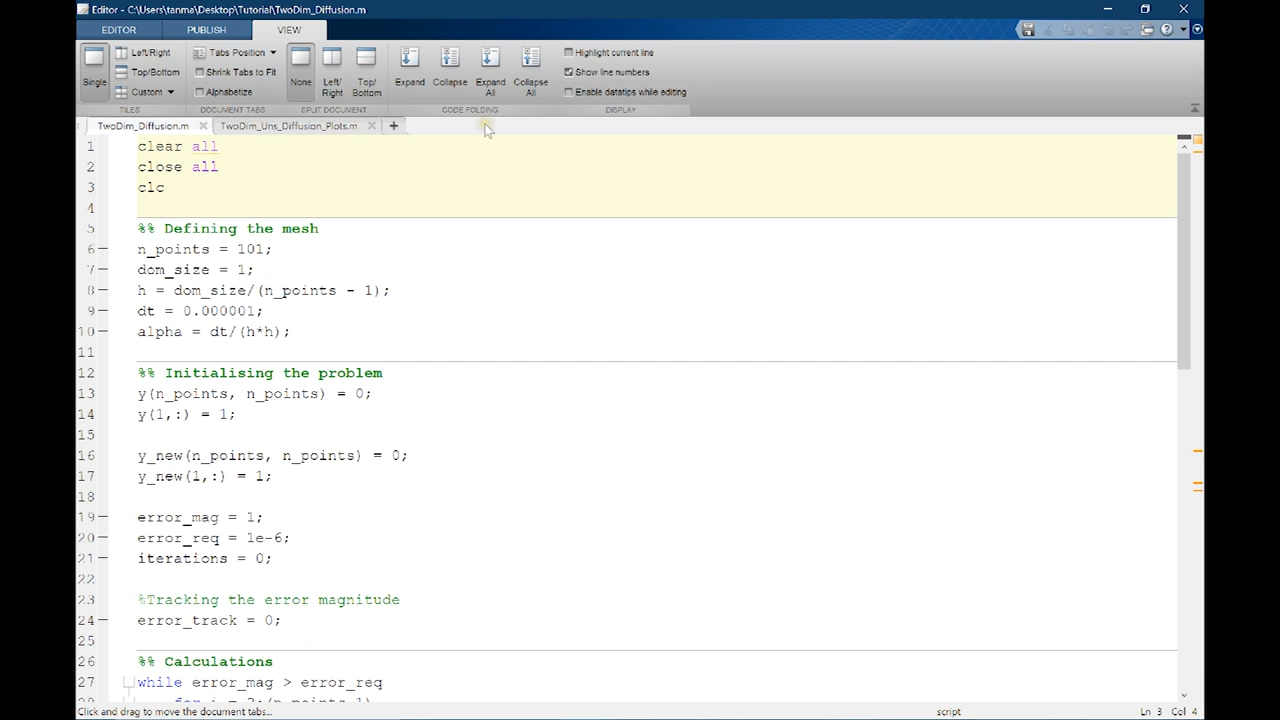 Editor - C:\Users\tanma\Desktop\Tutorial\TwoDim_Diffusion.m
EDITOR PUBLISH VIEW
Single Left/Right Top/Bottom Custom
TILES
Tabs Position Shrink Tabs to Fit Alphabetize
DOCUMENT TABS
None Left/Right Top/Bottom
SPLIT DOCUMENT
Expand Collapse Expand All Collapse All
CODE FOLDING
Highlight current line
Show line numbers
Enable datatips while editing
DISPLAY
TwoDim_Diffusion.m TwoDim_Uns_Diffusion_Plots.m
1 clear all
2 close all
3 clc
4
5 %% Defining the mesh
6 n_points = 101;
7 dom_size = 1;
8 h = dom_size/(n_points - 1);
9 dt = 0.000001;
10 alpha = dt/(h*h);
11
12 %% Initialising the problem
13 y(n_points, n_points) = 0;
14 y(1,:) = 1;
15
16 y_new(n_points, n_points) = 0;
17 y_new(1,:) = 1;
18
19 error_mag = 1;
20 error_req = 1e-6;
21 iterations = 0;
22
23 %Tracking the error magnitude
24 error_track = 0;
25
26 %% Calculations
27 while error_mag > error_req
Click and drag to move the document tabs... script Ln 3 Col 4